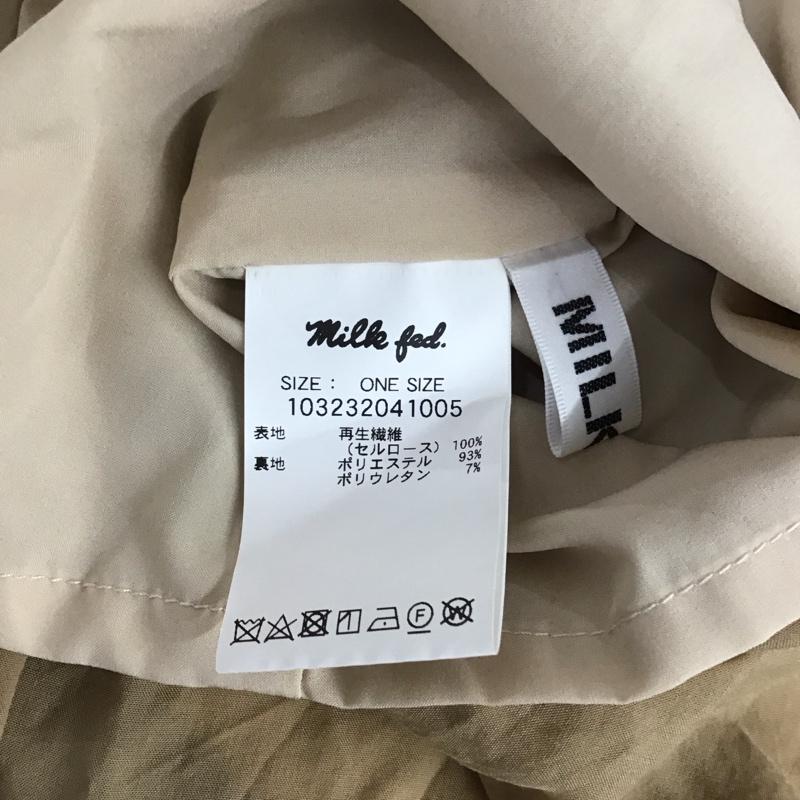 Milk fed.
SIZE : ONE SIZE
103232041005
表地 再生繊維
(セルロース) 100%
裏地 ポリエステル 93%
ポリウレタン 7%
F
W
MILK